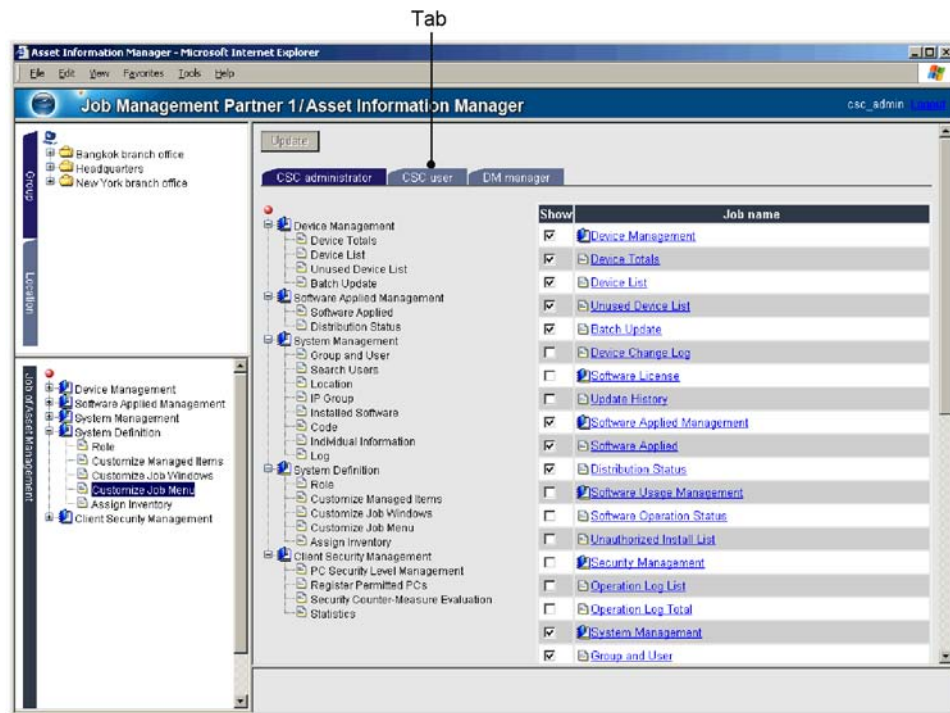 Tab
Asset Information Manager - Microsoft Internet Explorer
File Edit View Favorites Tools Help
Job Management Partner 1/Asset Information Manager
csc_admin Logout
Group
Location
Bangkok branch office
Headquarters
New York branch office
Job of Asset Management
Device Management
Software Applied Management
System Management
System Definition
Role
Customize Managed Items
Customize Job Windows
Customize Job Menu
Assign Inventory
Client Security Management
Update
CSC administrator CSC user DM manager
Device Management
Device Totals
Device List
Unused Device List
Batch Update
Software Applied Management
Software Applied
Distribution Status
System Management
Group and User
Search Users
Location
IP Group
Installed Software
Code
Individual Information
Log
System Definition
Role
Customize Managed Items
Customize Job Windows
Customize Job Menu
Assign Inventory
Client Security Management
PC Security Level Management
Register Permitted PCs
Security Counter-Measure Evaluation
Statistics
Show Job name
Device Management
Device Totals
Device List
Unused Device List
Batch Update
Device Change Log
Software License
Update History
Software Applied Management
Software Applied
Distribution Status
Software Usage Management
Software Operation Status
Unauthorized Install List
Security Management
Operation Log List
Operation Log Total
System Management
Group and User